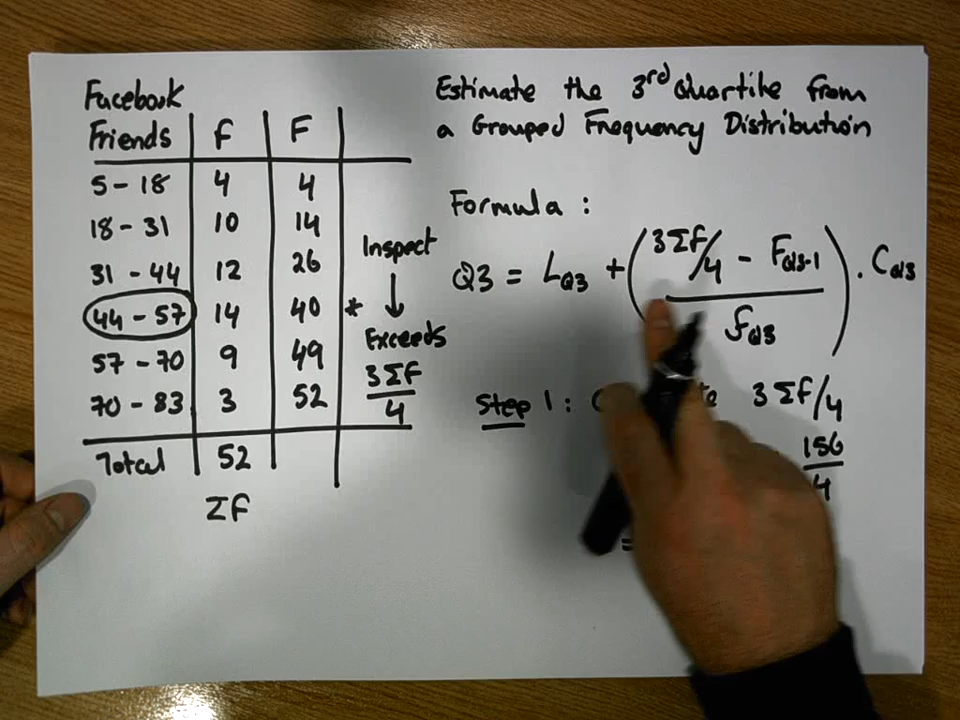 Facebook
Friends f F
5 - 18 4 4
18 - 31 10 14
31 - 44 12 26
44 - 57 14 40 *
57 - 70 9 49
70 - 83 3 52
Total 52
Σf
Inspect
↓
Exceeds
3Σf
4
Estimate the 3rd Quartile from
a Grouped Frequency Distribution
Formula :
Q3 = LQ3 + (3Σf/4 - FQ3-1 / fQ3) . CQ3
Step 1 : 3Σf/4
156
4
=